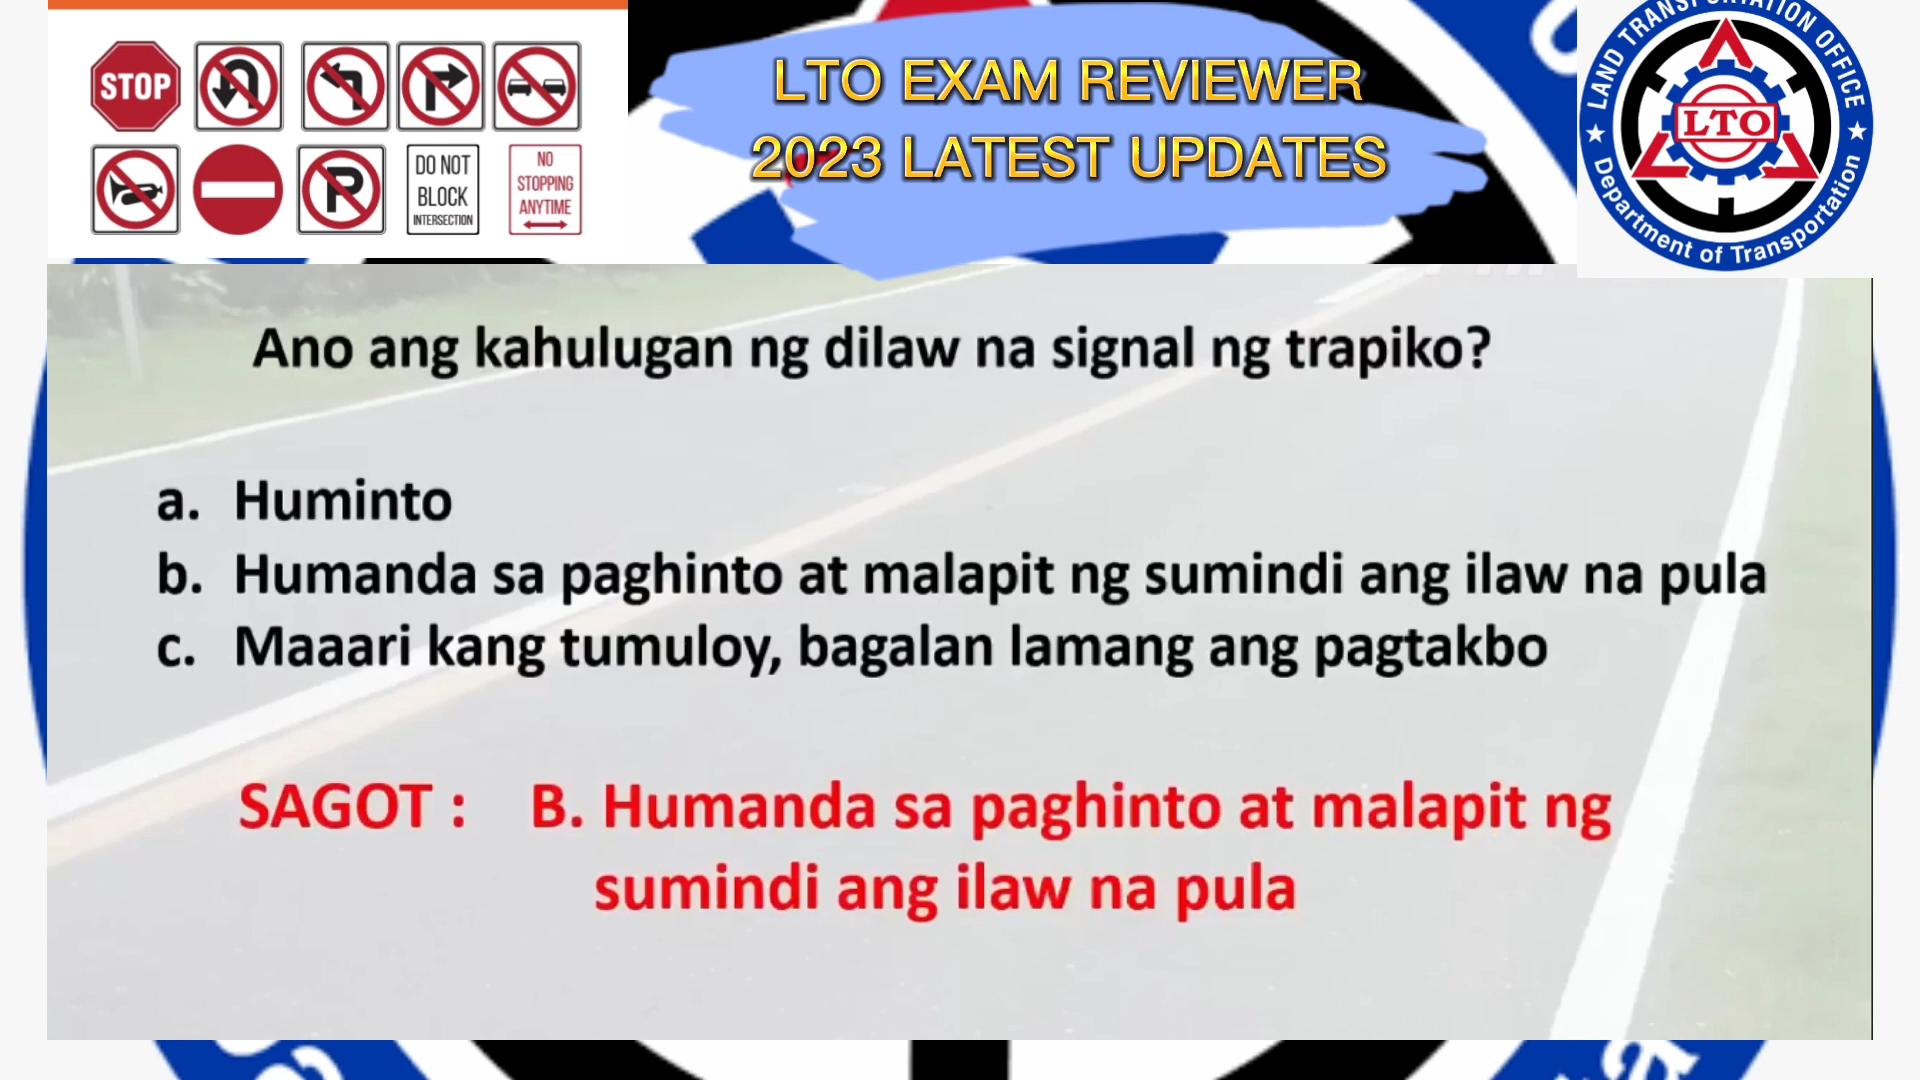 STOP
DO NOT
BLOCK
INTERSECTION
NO
STOPPING
ANYTIME
LTO EXAM REVIEWER
2023 LATEST UPDATES
LAND TRANSPORTATION OFFICE
LTO
Department of Transportation
Ano ang kahulugan ng dilaw na signal ng trapiko?
a. Huminto
b. Humanda sa paghinto at malapit ng sumindi ang ilaw na pula
c. Maaari kang tumuloy, bagalan lamang ang pagtakbo
SAGOT : B. Humanda sa paghinto at malapit ng
sumindi ang ilaw na pula